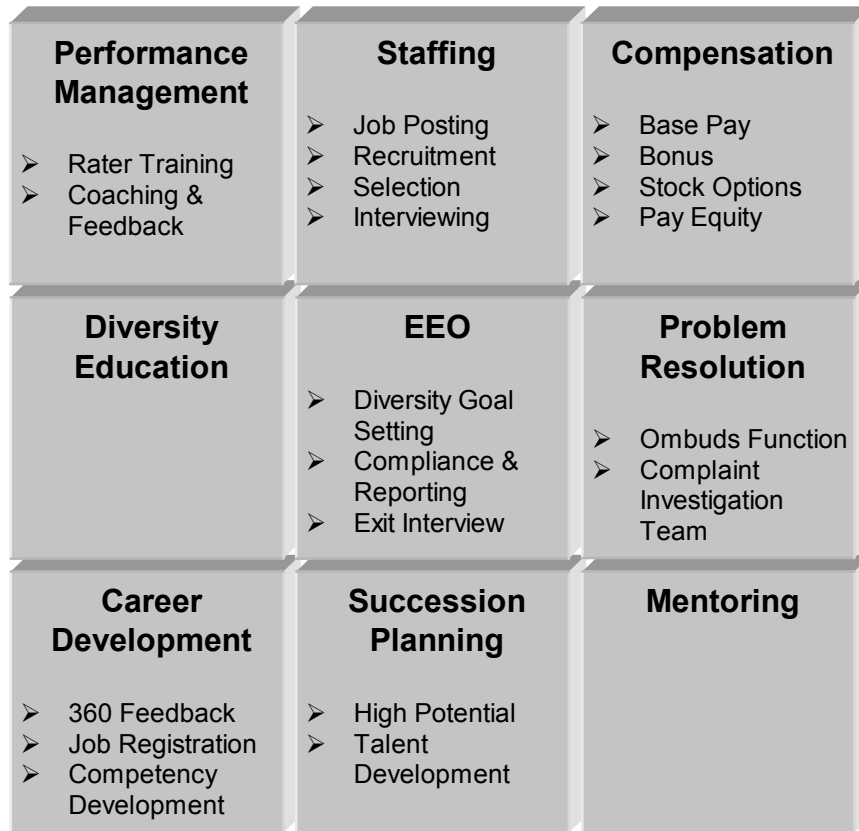 Performance
Management
➢ Rater Training
➢ Coaching &
Feedback
Staffing
➢ Job Posting
➢ Recruitment
➢ Selection
➢ Interviewing
Compensation
➢ Base Pay
➢ Bonus
➢ Stock Options
➢ Pay Equity
Diversity
Education
EEO
➢ Diversity Goal
Setting
➢ Compliance &
Reporting
➢ Exit Interview
Problem
Resolution
➢ Ombuds Function
➢ Complaint
Investigation
Team
Career
Development
➢ 360 Feedback
➢ Job Registration
➢ Competency
Development
Succession
Planning
➢ High Potential
➢ Talent
Development
Mentoring